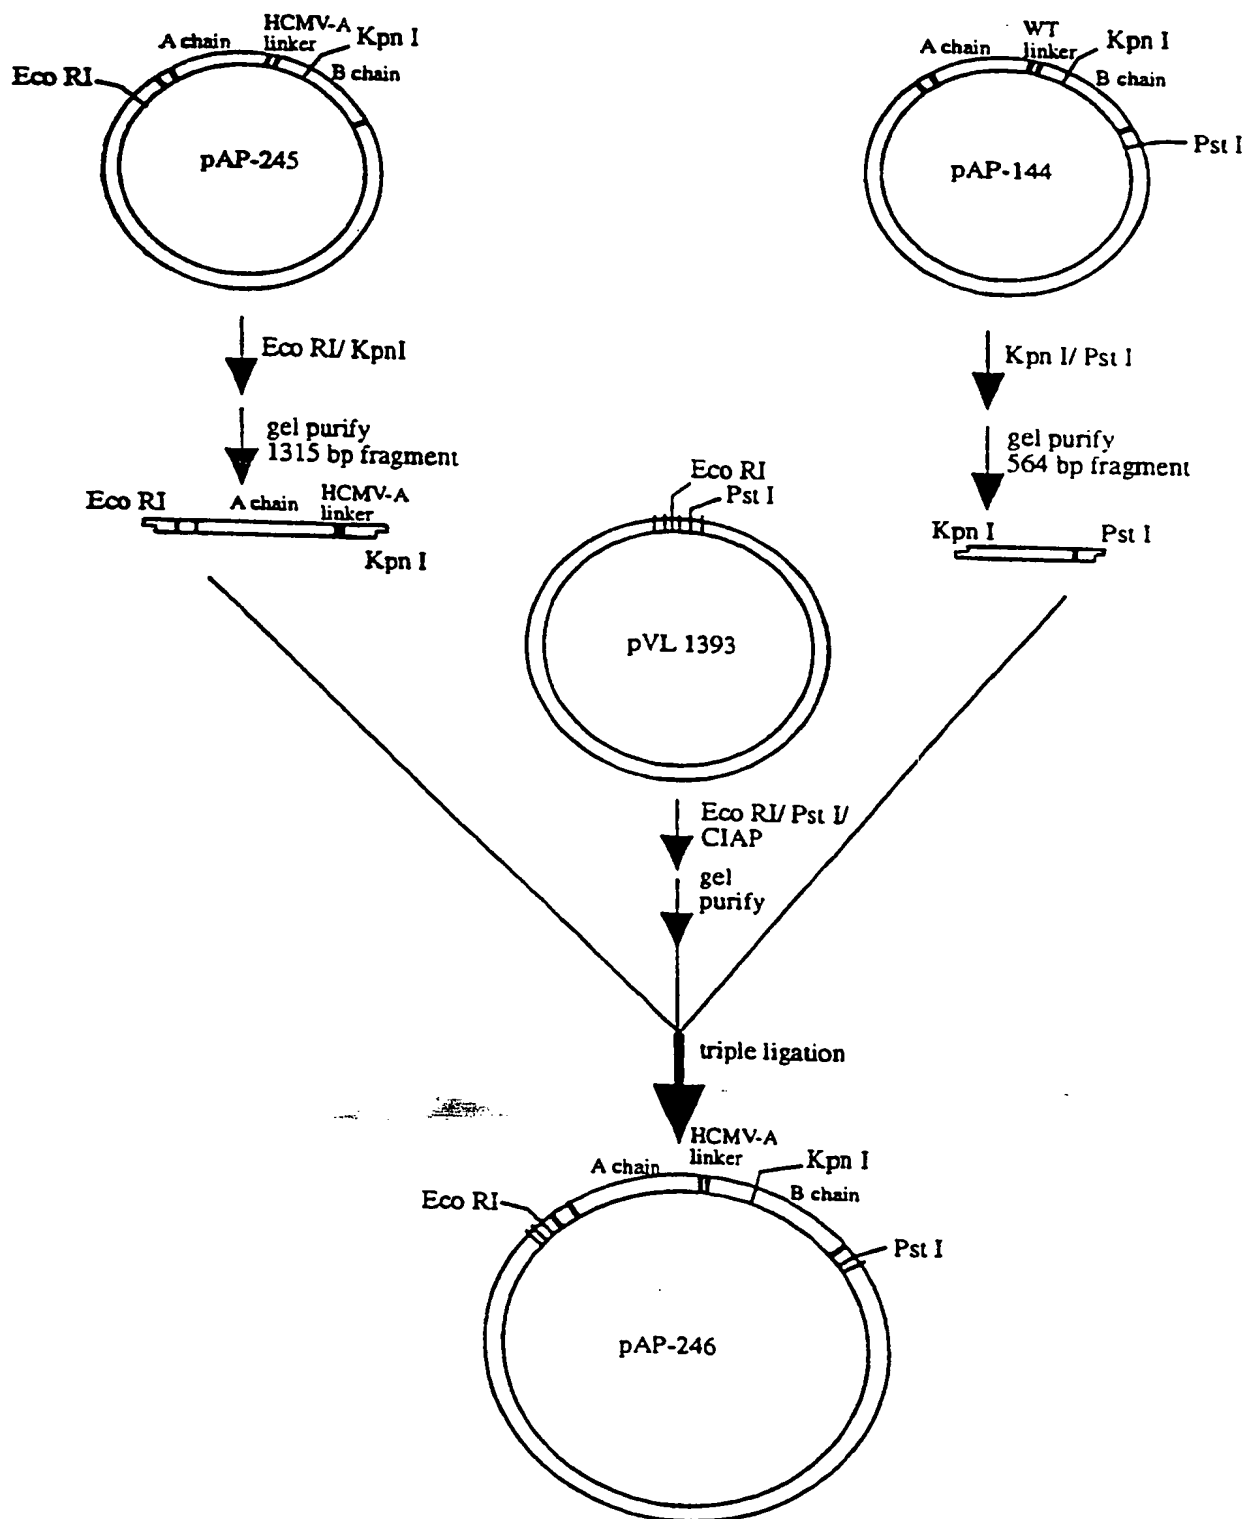 HCMV-A
linker
A chain
Kpn I
B chain
Eco RI
pAP-245
WT
linker
A chain
Kpn I
B chain
Pst I
pAP-144
Eco RI/ KpnI
gel purify
1315 bp fragment
Kpn I/ Pst I
gel purify
564 bp fragment
Eco RI
A chain
HCMV-A
linker
Kpn I
Eco RI
Pst I
Kpn I
Pst I
pVL 1393
Eco RI/ Pst I/
CIAP
gel
purify
triple ligation
HCMV-A
linker
A chain
Kpn I
B chain
Eco RI
Pst I
pAP-246